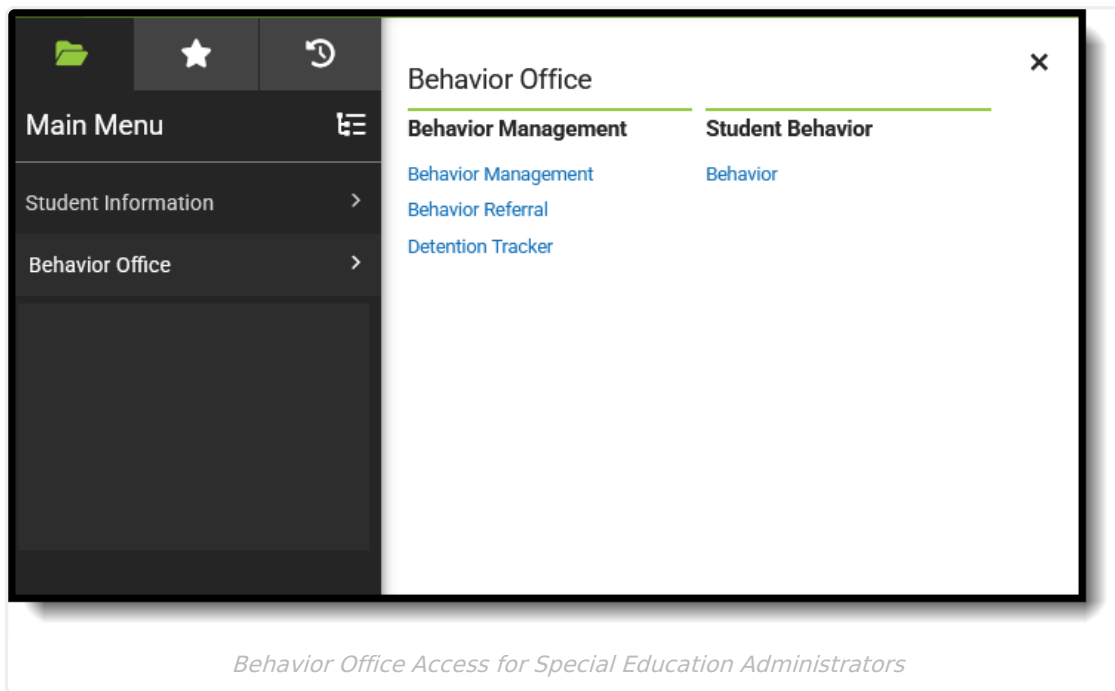 Main Menu
Student Information
Behavior Office
Behavior Office
Behavior Management
Behavior Management
Behavior Referral
Detention Tracker
Student Behavior
Behavior
Behavior Office Access for Special Education Administrators